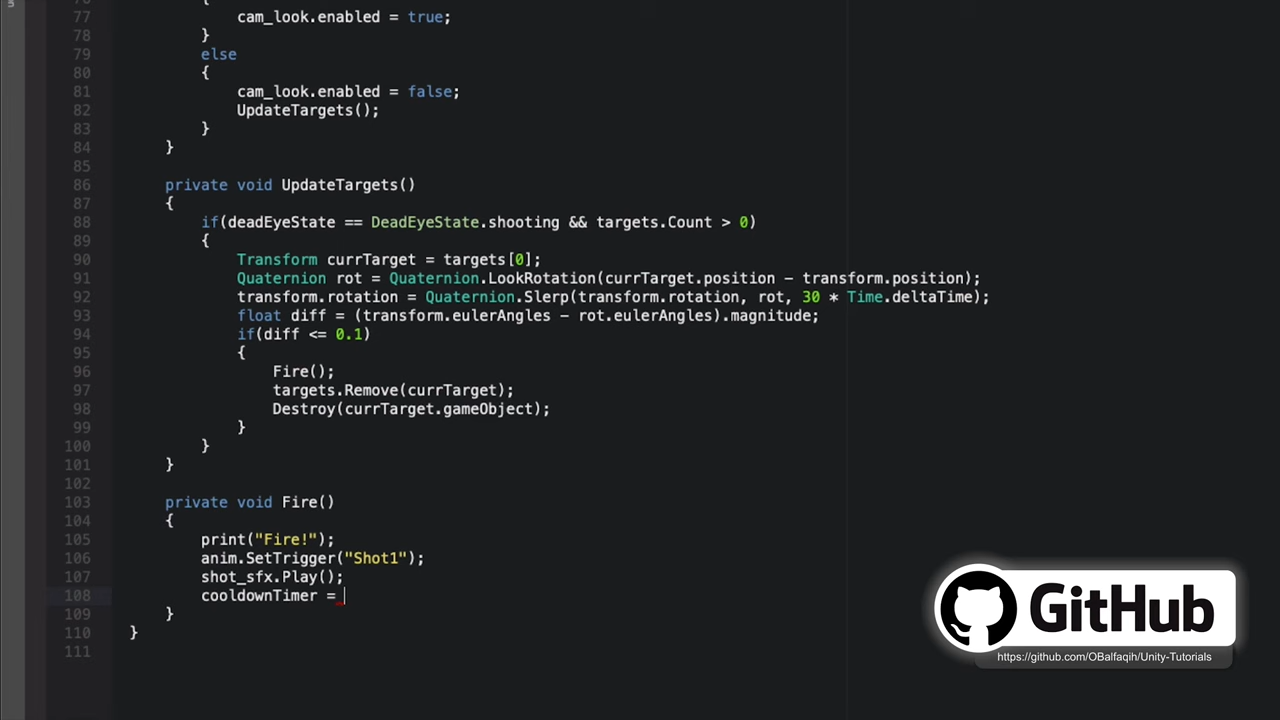 77 cam_look.enabled = true;
78 }
79 else
80 {
81 cam_look.enabled = false;
82 UpdateTargets();
83 }
84 }
85
86 private void UpdateTargets()
87 {
88 if(deadEyeState == DeadEyeState.shooting && targets.Count > 0)
89 {
90 Transform currTarget = targets[0];
91 Quaternion rot = Quaternion.LookRotation(currTarget.position - transform.position);
92 transform.rotation = Quaternion.Slerp(transform.rotation, rot, 30 * Time.deltaTime);
93 float diff = (transform.eulerAngles - rot.eulerAngles).magnitude;
94 if(diff <= 0.1)
95 {
96 Fire();
97 targets.Remove(currTarget);
98 Destroy(currTarget.gameObject);
99 }
100 }
101 }
102
103 private void Fire()
104 {
105 print("Fire!");
106 anim.SetTrigger("Shot1");
107 shot_sfx.Play();
108 cooldownTimer =
109 }
110 }
111
GitHub
https://github.com/OBalfaqih/Unity-Tutorials